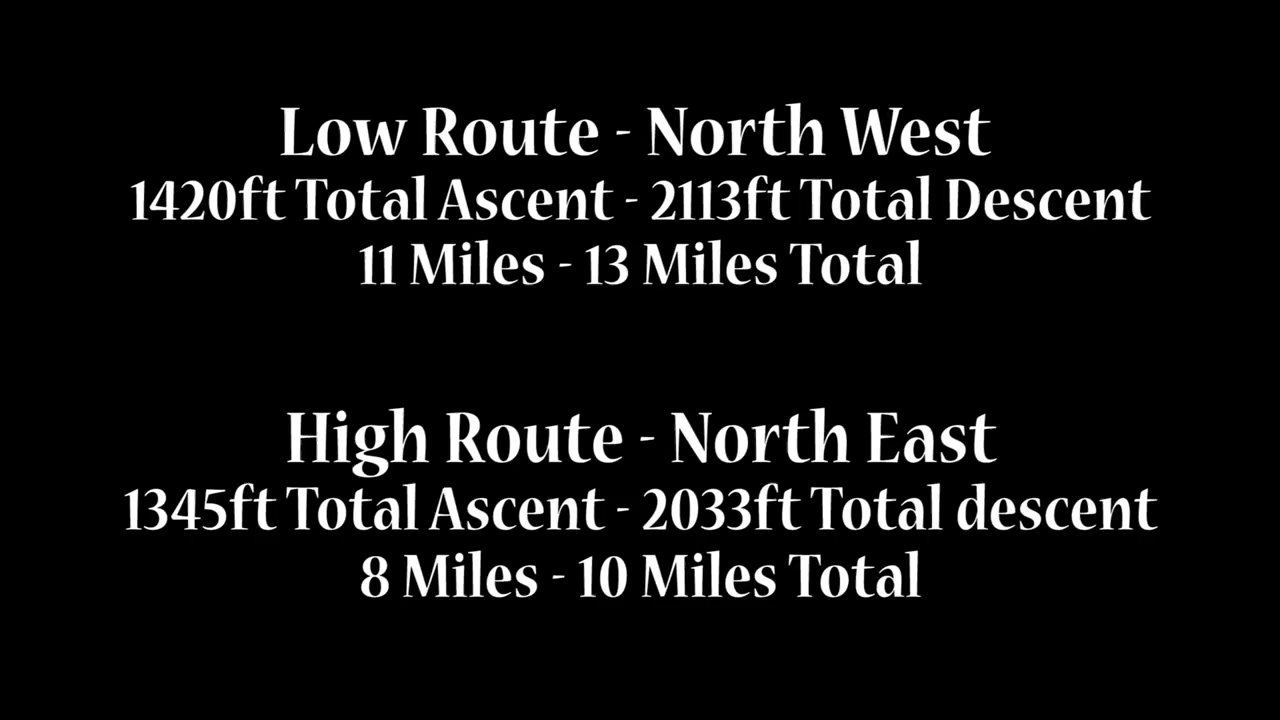 Low Route - North West
1420ft Total Ascent - 2113ft Total Descent
11 Miles - 13 Miles Total
High Route - North East
1345ft Total Ascent - 2033ft Total descent
8 Miles - 10 Miles Total